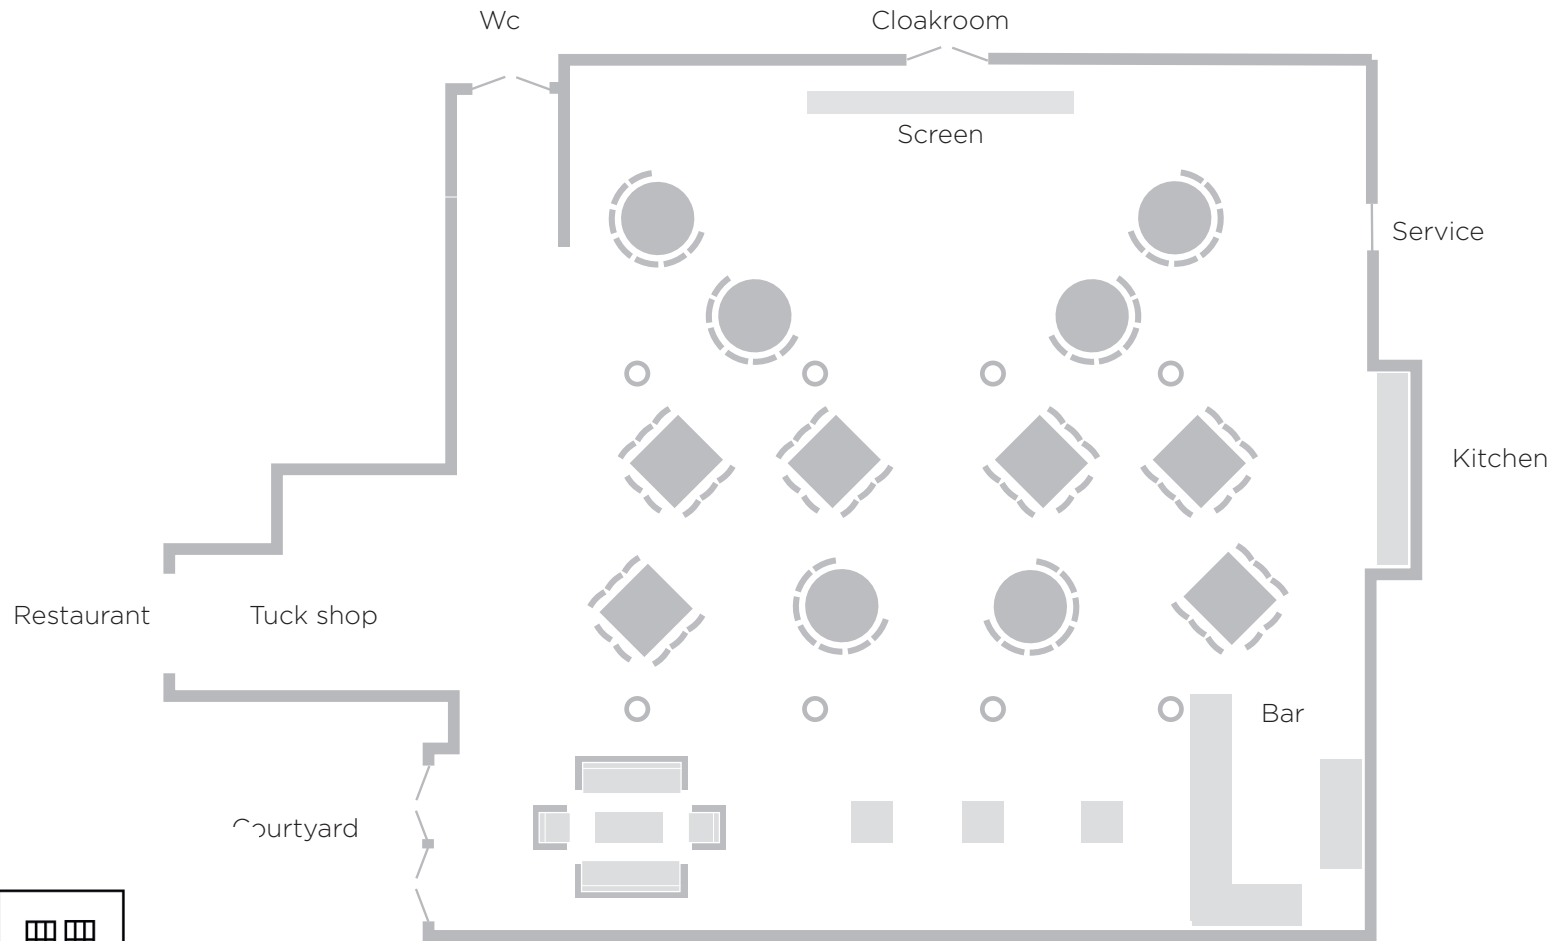 Wc
Cloakroom
Screen
Service
Kitchen
Restaurant
Tuck shop
Bar
Courtyard